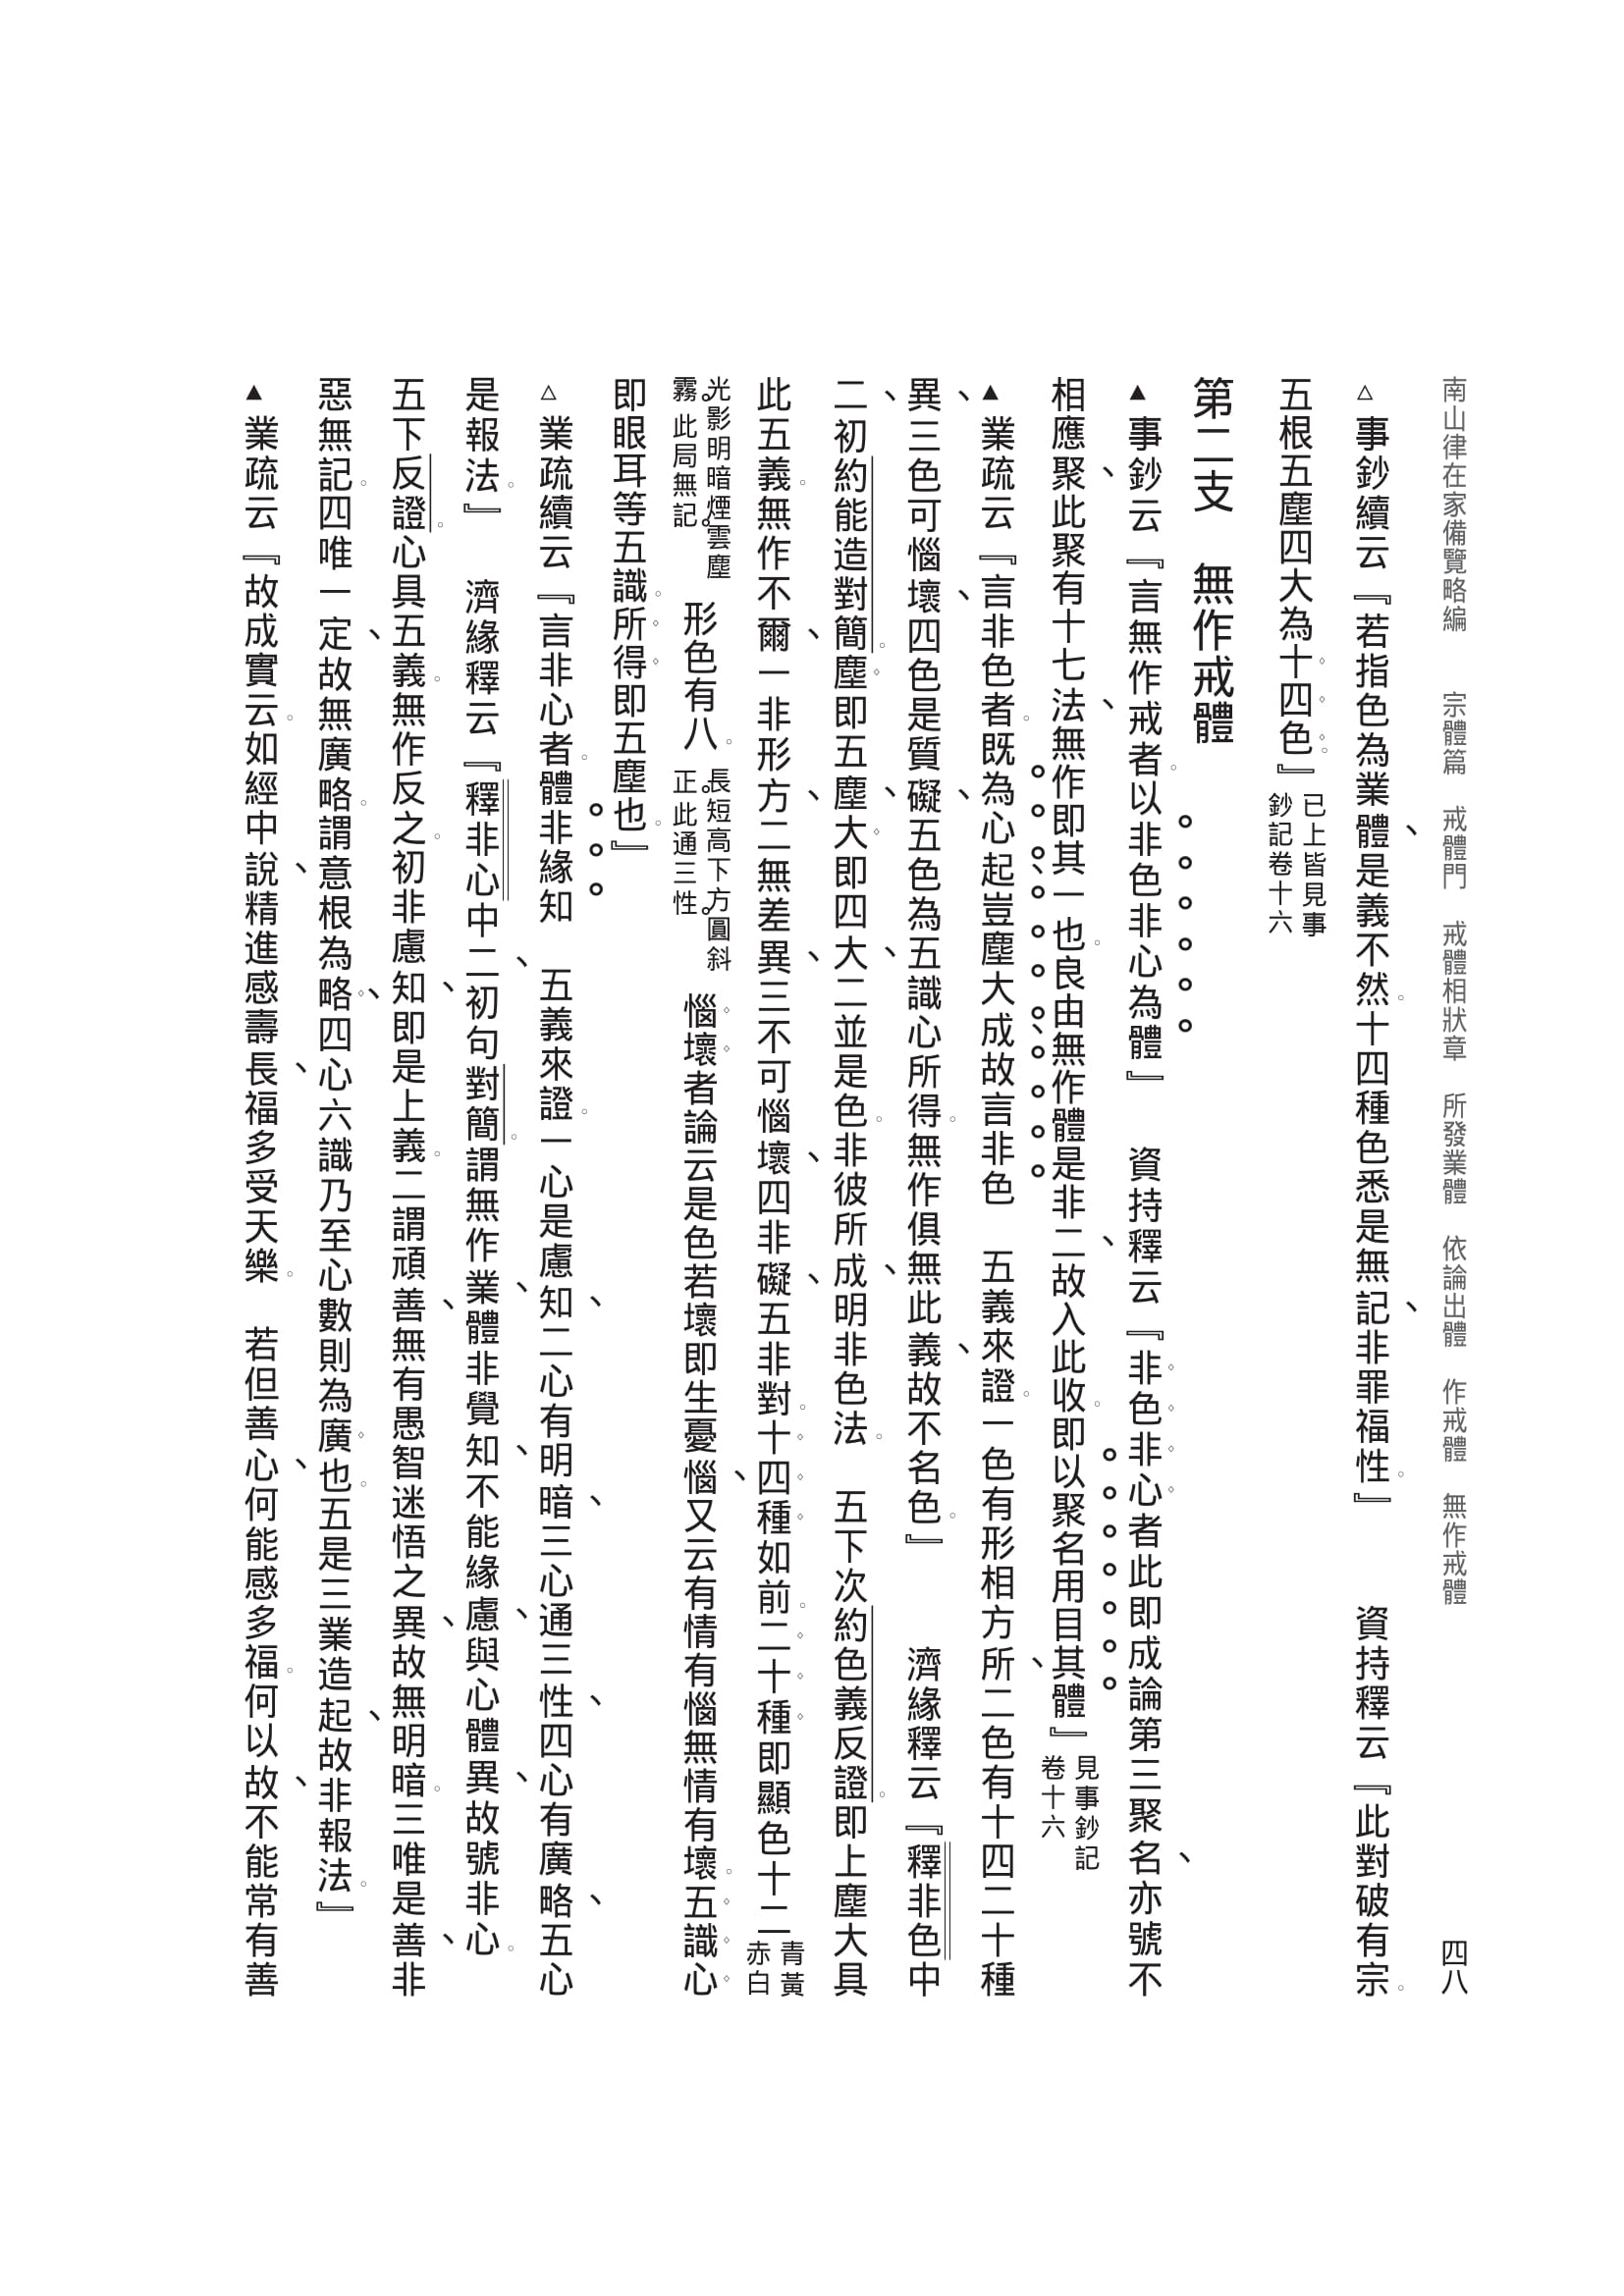 南山律在家備覽略編　宗體篇　戒體門　戒體相狀章　所發業體　依論出體　作戒體　無作戒體　四八
△事鈔續云『若指色為業體、是義不然。十四種色悉是無記、非罪福性。』　資持釋云『此對破有宗。
五根五塵四大為十四色。』已上皆見事鈔記卷十六
第二支　無作戒體
▲事鈔云『言無作戒者。以非色非心為體』　資持釋云『非色非心者此即成論第三聚名、亦號不
相應聚、此聚有十七法、無作即其一也。良由無作體是非二、故入此收。即以聚名用目其體』見事鈔記卷十六
▲業疏云『言非色者。既為心起、豈塵大成、故言非色　五義來證。一色有形相方所、二色有十四二十種
異、三色可惱壞、四色是質礙、五色為五識心所得。無作俱無此義、故不名色。』　濟緣釋云『釋非色中
二、初約能造對簡。塵即五塵、大即四大、二並是色。非彼所成、明非色法。　五下次約色義反證。即上塵大具
此五義。無作不爾、一非形方、二無差異、三不可惱壞、四非礙、五非對。十四種如前。二十種即顯色十二青黃赤白
光影明暗煙雲塵霧。此局無記。　形色有八。長短高下方圓斜正。此通三性。　惱壞者論云是色若壞即生憂惱、又云有情有惱無情有壞。五識心
即眼耳等五識。所得即五塵也。』
△業疏續云『言非心者。體非緣知　五義來證。一心是慮知、二心有明暗、三心通三性、四心有廣略、五心
是報法。』　濟緣釋云『釋非心中二、初句對簡。謂無作業、體非覺知、不能緣慮、與心體異、故號非心。
五下反證。心具五義。無作反之。初非慮知、即是上義。二謂頑善、無有愚智迷悟之異、故無明暗。三唯是善、非
惡無記。四唯一定、故無廣略。謂意根為略、四心六識乃至心數則為廣也。五是三業造起、故非報法。』
▲業疏云『故成實云。如經中說、精進感壽長、福多受天樂。　若但善心、何能感多福。何以故、不能常有善